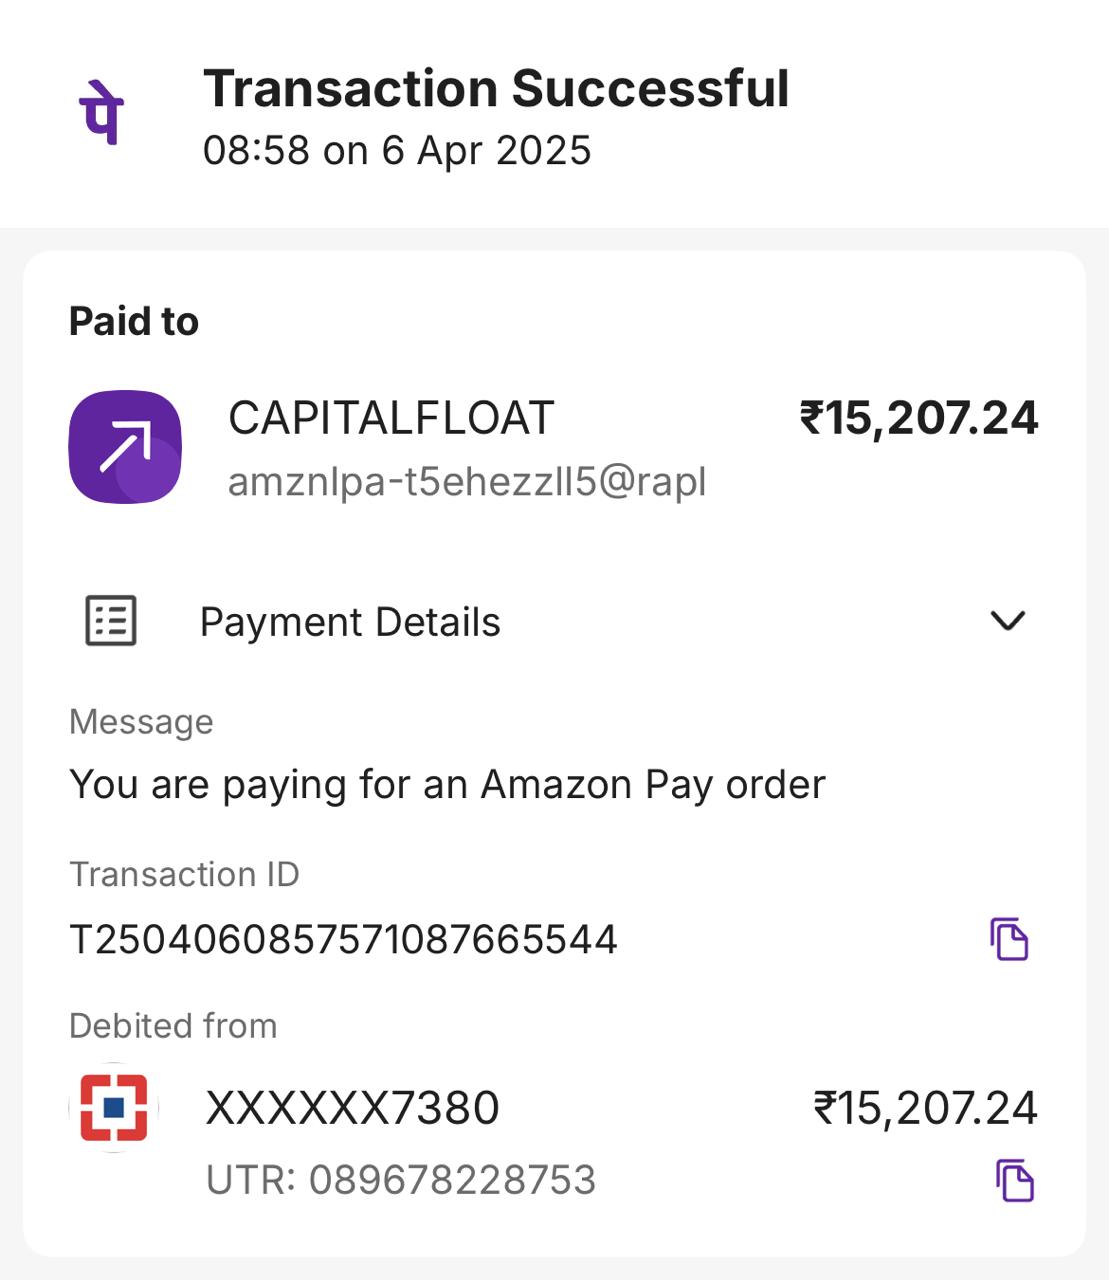 पे
Transaction Successful
08:58 on 6 Apr 2025
Paid to
CAPITALFLOAT ₹15,207.24
amznlpa-t5ehezzll5@rapl
Payment Details
Message
You are paying for an Amazon Pay order
Transaction ID
T2504060857571087665544
Debited from
XXXXXX7380 ₹15,207.24
UTR: 089678228753